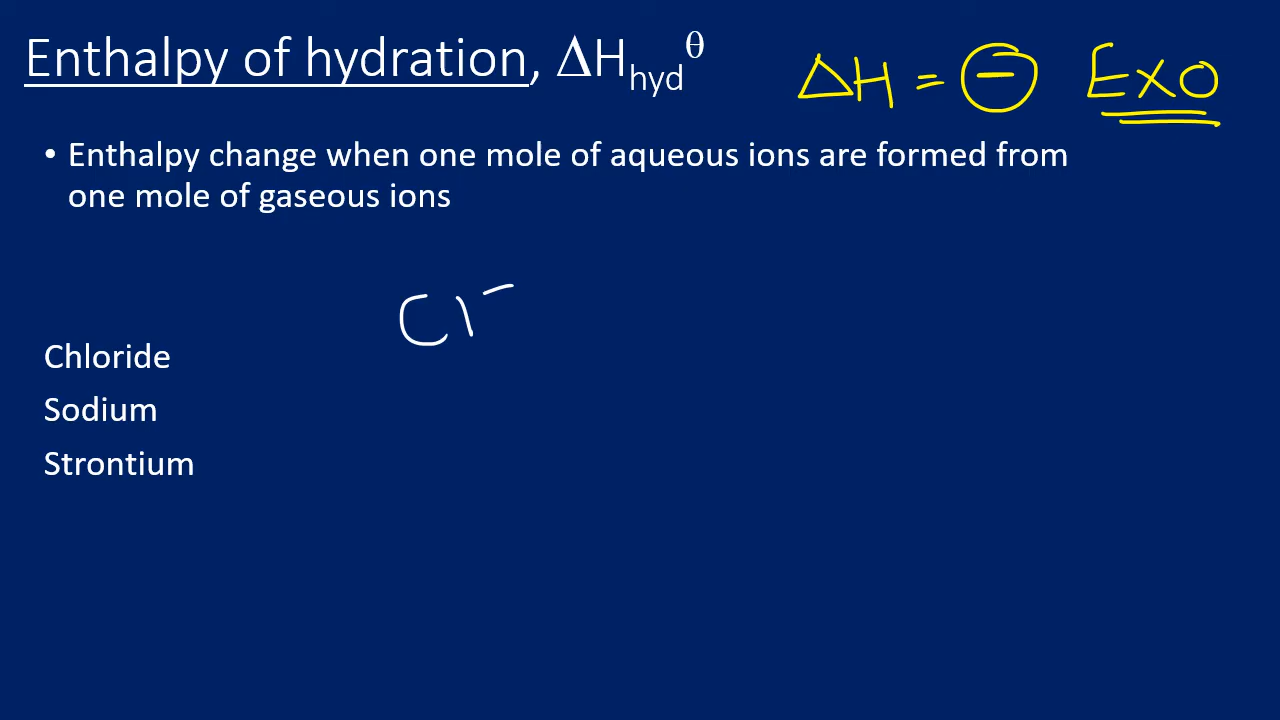 Enthalpy of hydration, ΔHhydθ
ΔH = ⊖ Exo
• Enthalpy change when one mole of aqueous ions are formed from
one mole of gaseous ions
Cl⁻
Chloride
Sodium
Strontium